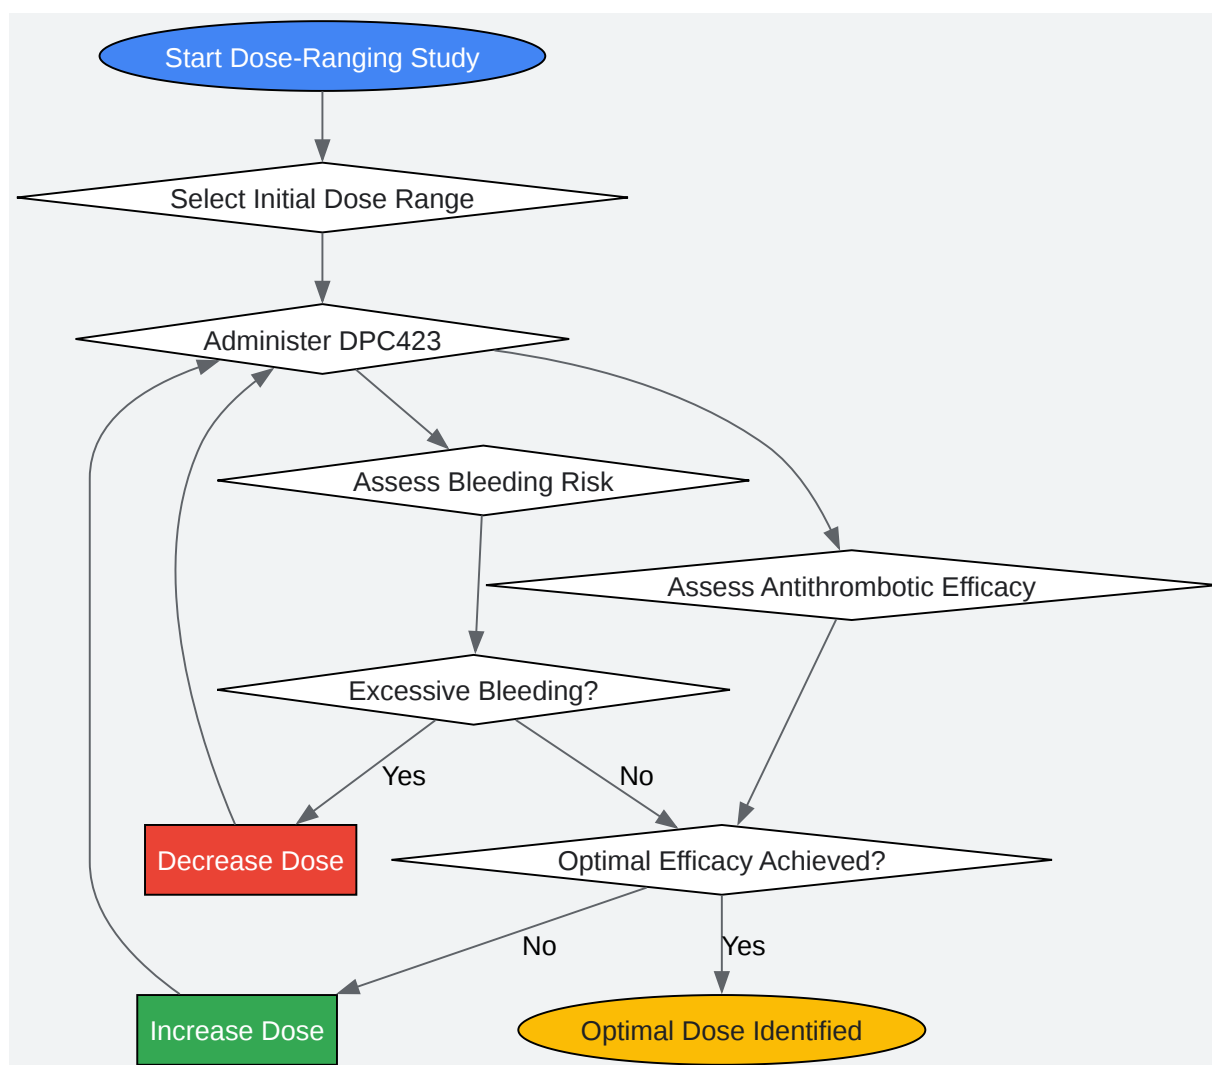 Start Dose-Ranging Study
Select Initial Dose Range
Administer DPC423
Assess Bleeding Risk
Assess Antithrombotic Efficacy
Excessive Bleeding?
Yes
No
Decrease Dose
Optimal Efficacy Achieved?
No
Yes
Increase Dose
Optimal Dose Identified